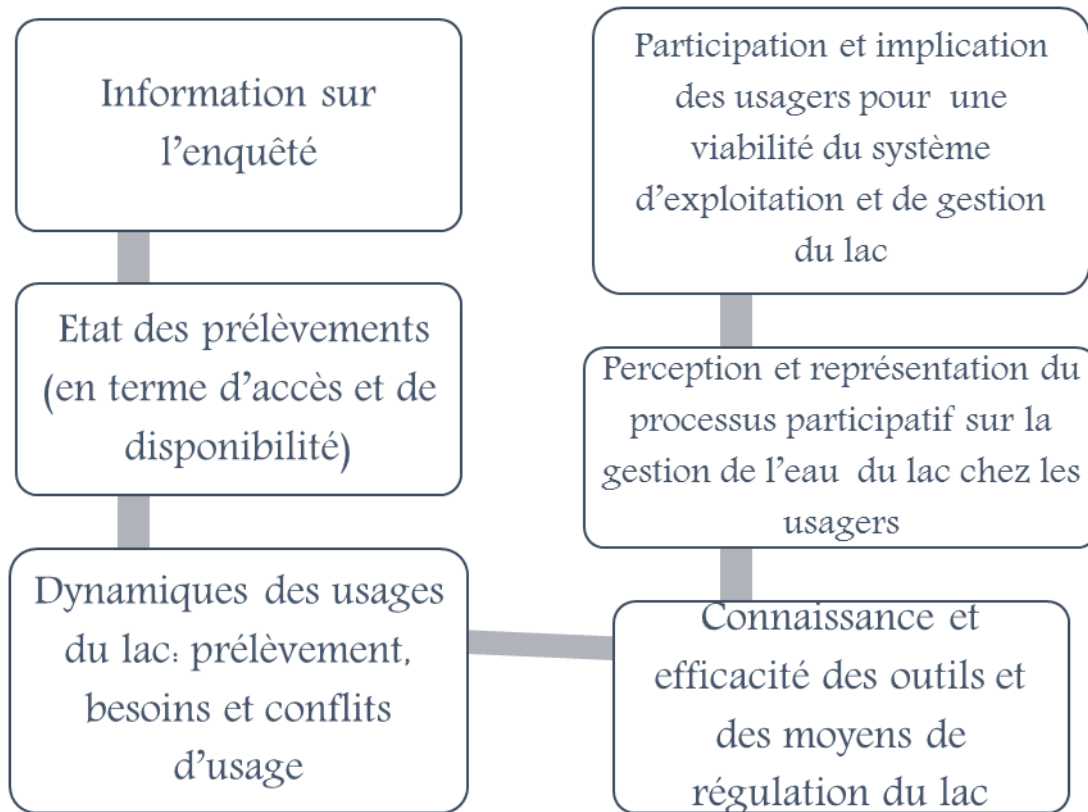 Information sur
l'enquêté
Etat des prélèvements
(en terme d'accès et de
disponibilité)
Dynamiques des usages
du lac: prélèvement,
besoins et conflits
d'usage
Connaissance et
efficacité des outils et
des moyens de
régulation du lac
Perception et représentation du
processus participatif sur la
gestion de l'eau du lac chez les
usagers
Participation et implication
des usagers pour une
viabilité du système
d'exploitation et de gestion
du lac